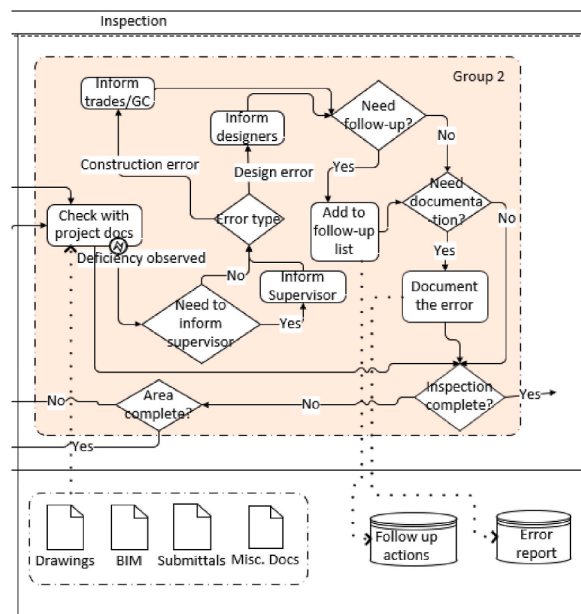 Inspection
Group 2
Inform
trades/GC
Inform
designers
Need
follow-up?
No
Construction error
Design error
Yes
Need
documenta
-tion?
Check with
project docs
Error type
Add to
follow-up
list
No
Deficiency observed
No
Inform
Supervisor
Yes
Document
the error
Need to
inform
supervisor
Yes
No
Area
complete?
No
Inspection
complete?
Yes
Yes
Drawings
BIM
Submittals
Misc. Docs
Follow up
actions
Error
report